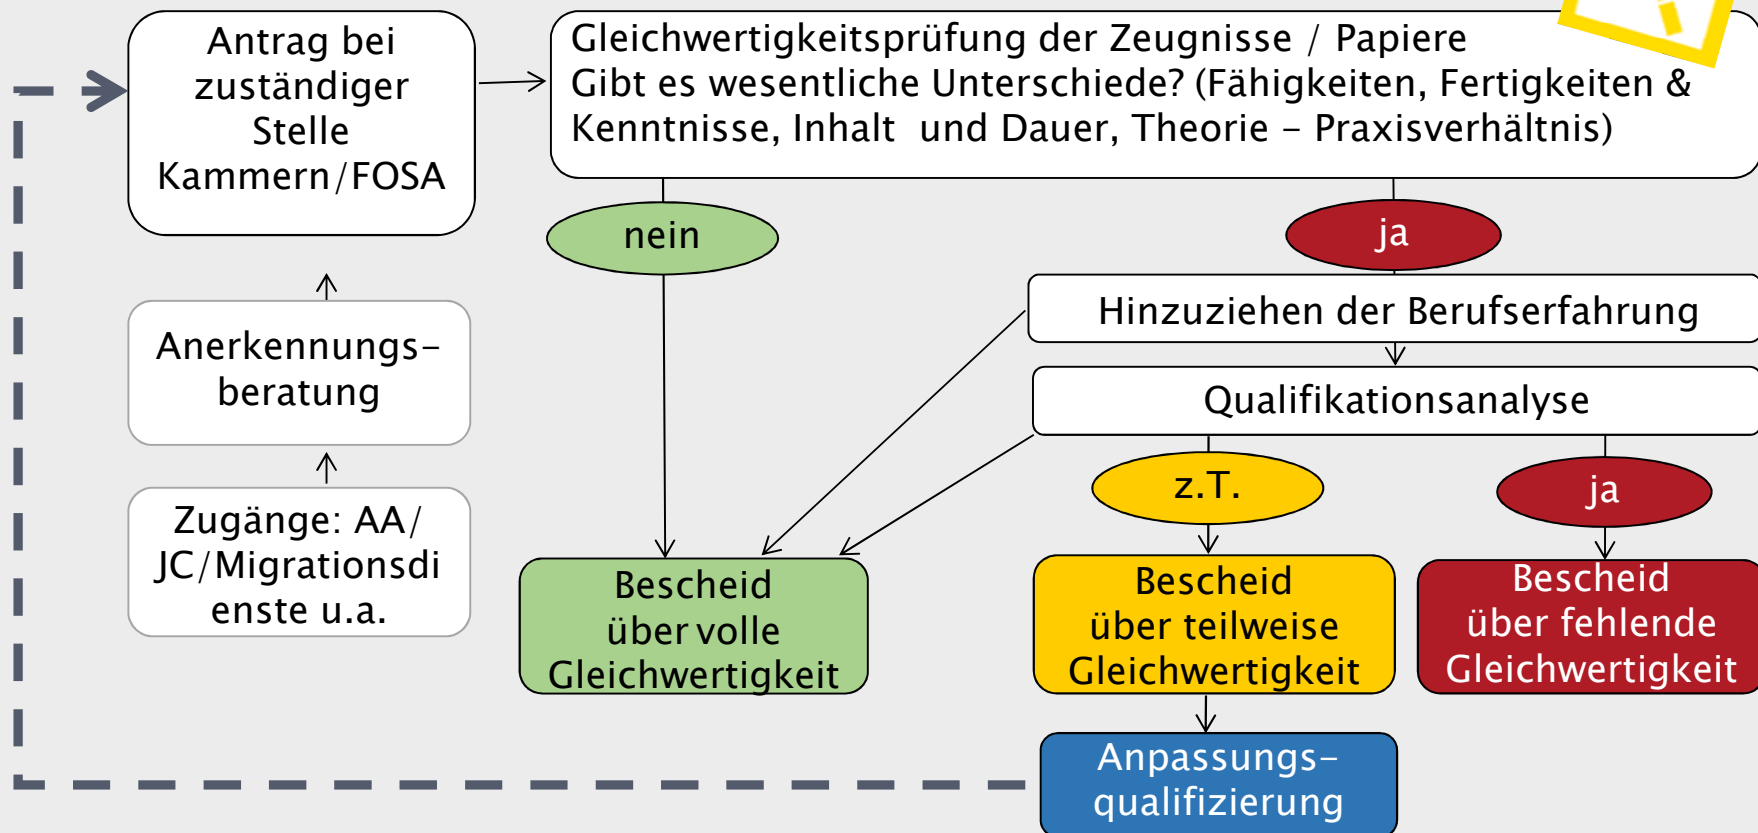 Antrag bei
zuständiger
Stelle
Kammern/FOSA
Gleichwertigkeitsprüfung der Zeugnisse / Papiere
Gibt es wesentliche Unterschiede? (Fähigkeiten, Fertigkeiten &
Kenntnisse, Inhalt und Dauer, Theorie – Praxisverhältnis)
nein
ja
Anerkennungs-
beratung
Hinzuziehen der Berufserfahrung
Qualifikationsanalyse
Zugänge: AA/
JC/Migrationsdi
enste u.a.
z.T.
ja
Bescheid
über volle
Gleichwertigkeit
Bescheid
über teilweise
Gleichwertigkeit
Bescheid
über fehlende
Gleichwertigkeit
Anpassungs-
qualifizierung